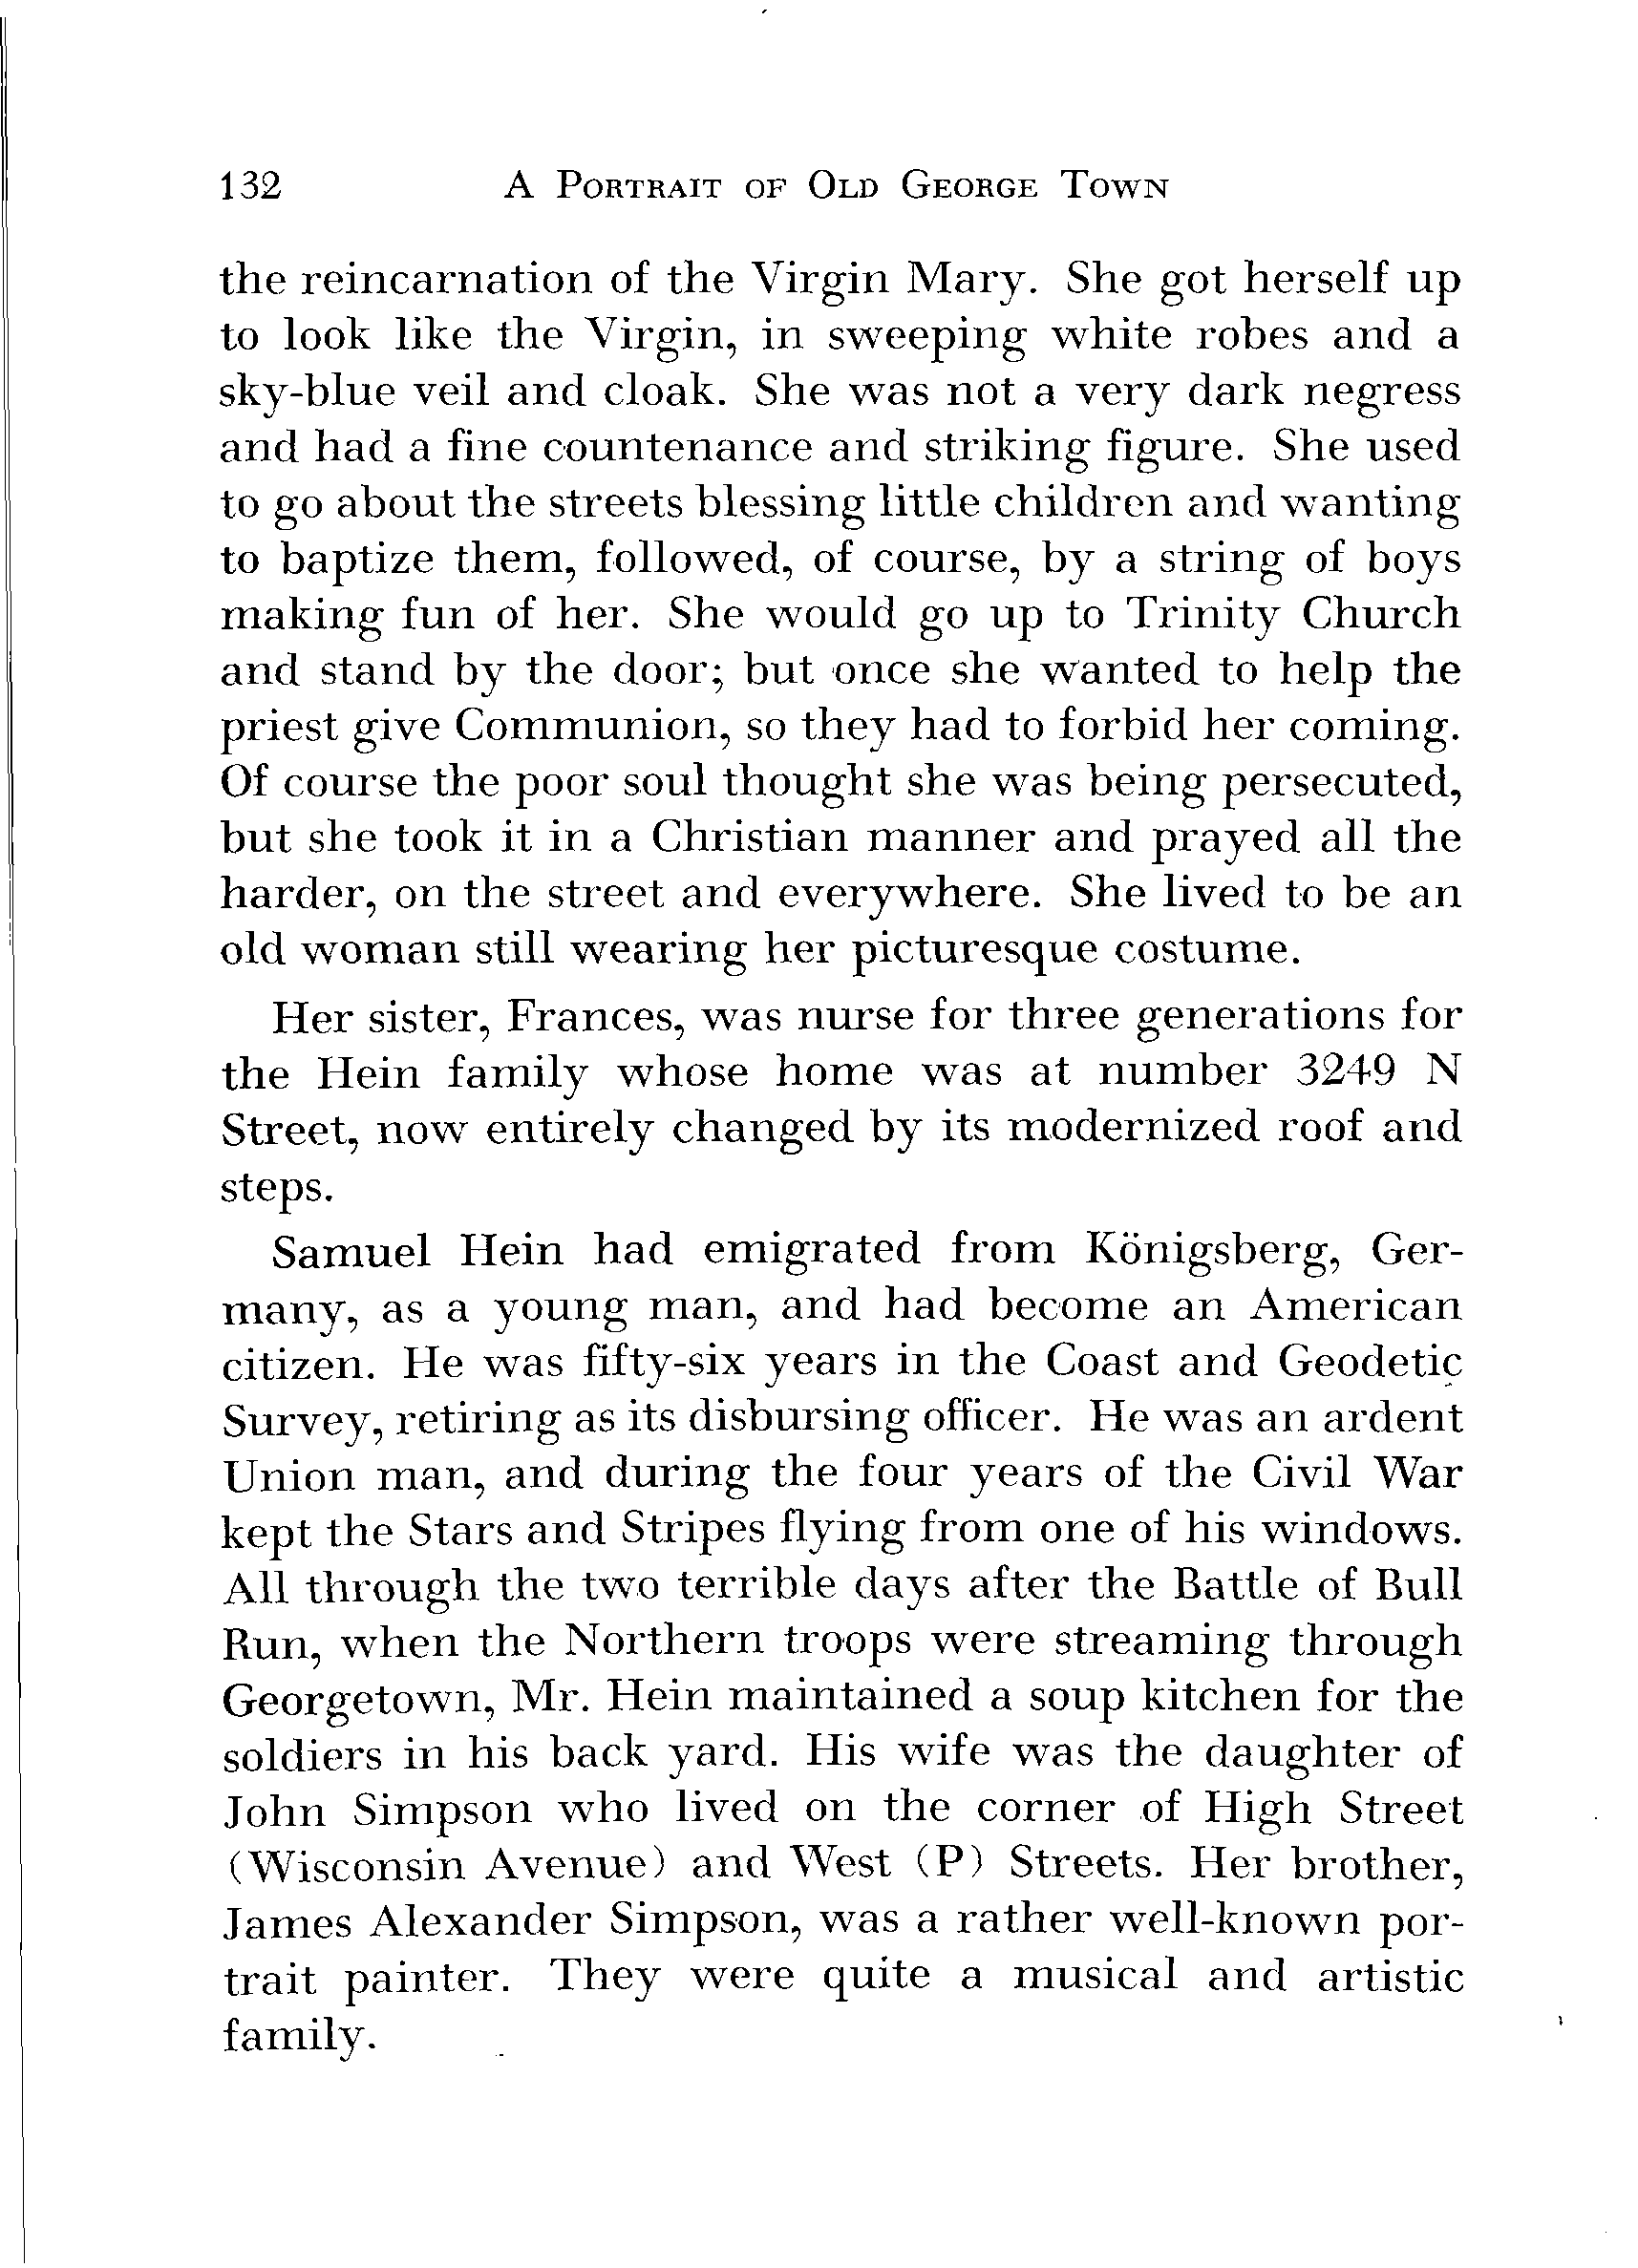 132 A Portrait of Old George Town
the reincarnation of the Virgin Mary. She got herself up
to look like the Virgin, in sweeping white robes and a
sky-blue veil and cloak. She was not a very dark negress
and had a fine countenance and striking figure. She used
to go about the streets blessing little children and wanting
to baptize them, followed, of course, by a string of boys
making fun of her. She would go up to Trinity Church
and stand by the door; but once she wanted to help the
priest give Communion, so they had to forbid her coming.
Of course the poor soul thought she was being persecuted,
but she took it in a Christian manner and prayed all the
harder, on the street and everywhere. She lived to be an
old woman still wearing her picturesque costume.
Her sister, Frances, was nurse for three generations for
the Hein family whose home was at number 3249 N
Street, now entirely changed by its modernized roof and
steps.
Samuel Hein had emigrated from Königsberg, Ger-
many, as a young man, and had become an American
citizen. He was fifty-six years in the Coast and Geodetic
Survey, retiring as its disbursing officer. He was an ardent
Union man, and during the four years of the Civil War
kept the Stars and Stripes flying from one of his windows.
All through the two terrible days after the Battle of Bull
Run, when the Northern troops were streaming through
Georgetown, Mr. Hein maintained a soup kitchen for the
soldiers in his back yard. His wife was the daughter of
John Simpson who lived on the corner of High Street
(Wisconsin Avenue) and West (P) Streets. Her brother,
James Alexander Simpson, was a rather well-known por-
trait painter. They were quite a musical and artistic
family.